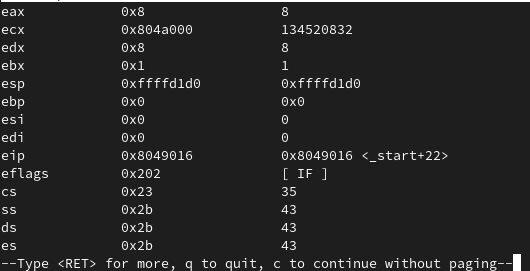 eax 0x8 8
ecx 0x804a000 134520832
edx 0x8 8
ebx 0x1 1
esp 0xffffd1d0 0xffffd1d0
ebp 0x0 0x0
esi 0x0 0
edi 0x0 0
eip 0x8049016 0x8049016 <_start+22>
eflags 0x202 [ IF ]
cs 0x23 35
ss 0x2b 43
ds 0x2b 43
es 0x2b 43
--Type <RET> for more, q to quit, c to continue without paging--